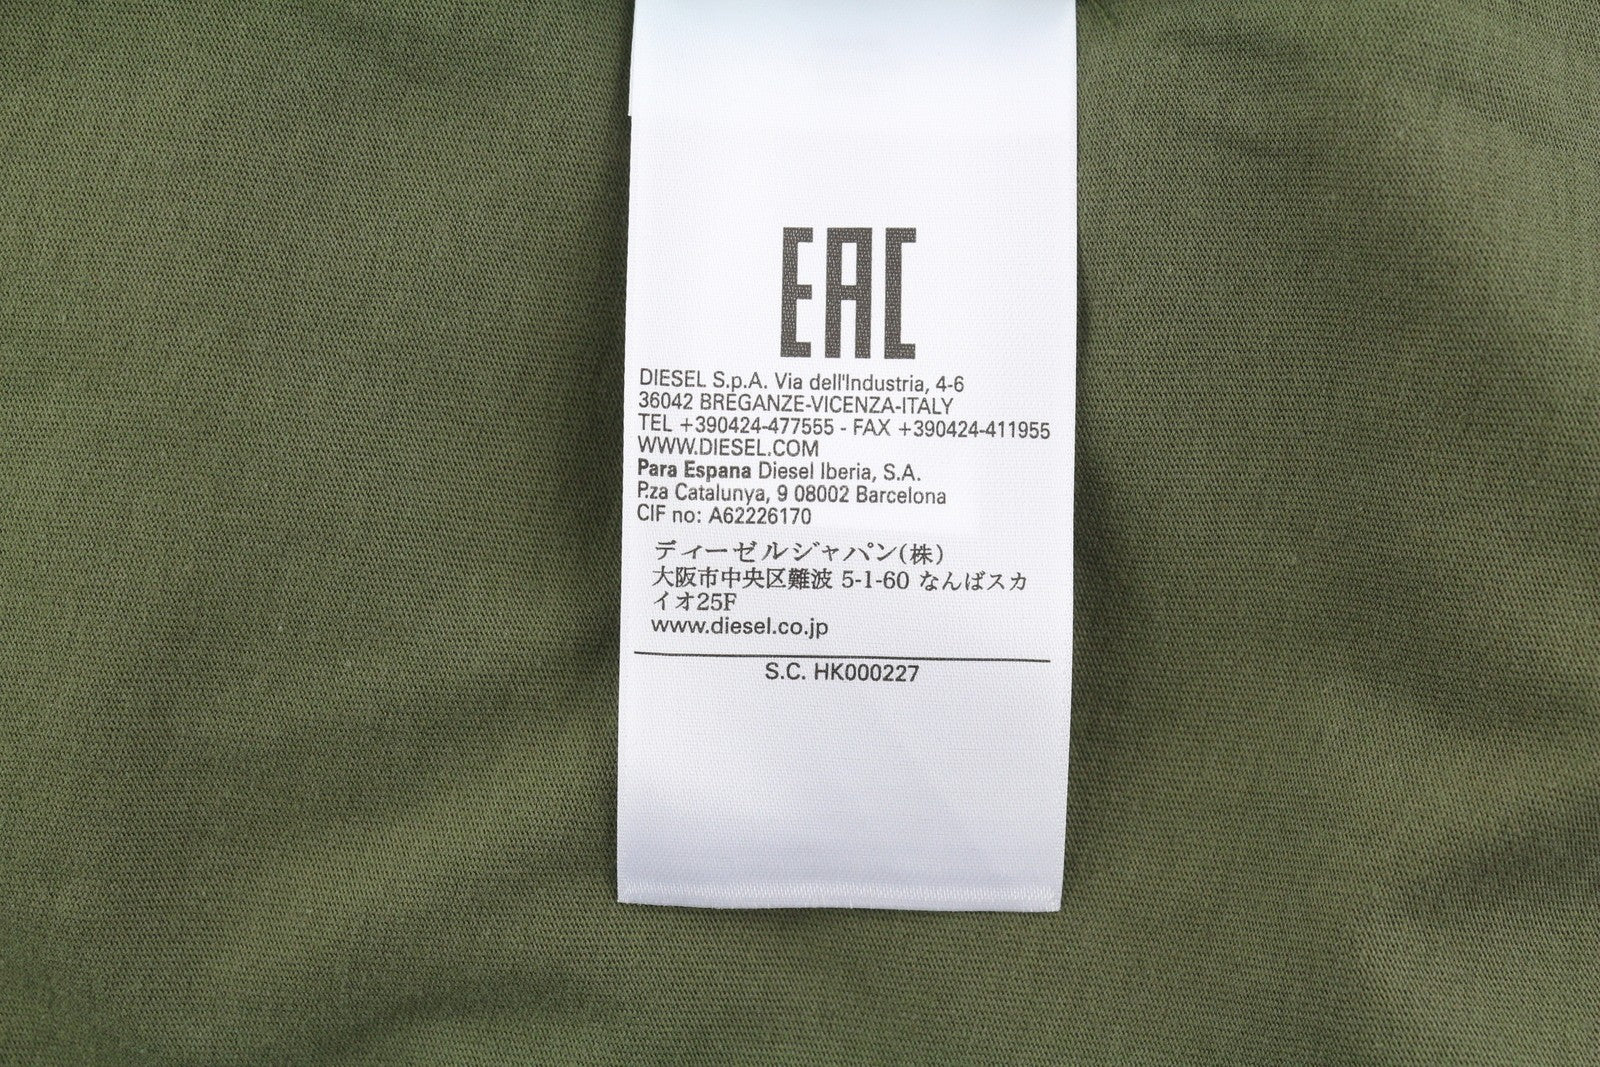 EAC
DIESEL S.p.A. Via dell'Industria, 4-6
36042 BREGANZE-VICENZA-ITALY
TEL +390424-477555 - FAX +390424-411955
WWW.DIESEL.COM
Para Espana Diesel Iberia, S.A.
P.za Catalunya, 9 08002 Barcelona
CIF no: A62226170
ディーゼルジャパン(株)
大阪市中央区難波 5-1-60 なんばスカ
イオ25F
www.diesel.co.jp
S.C. HK000227